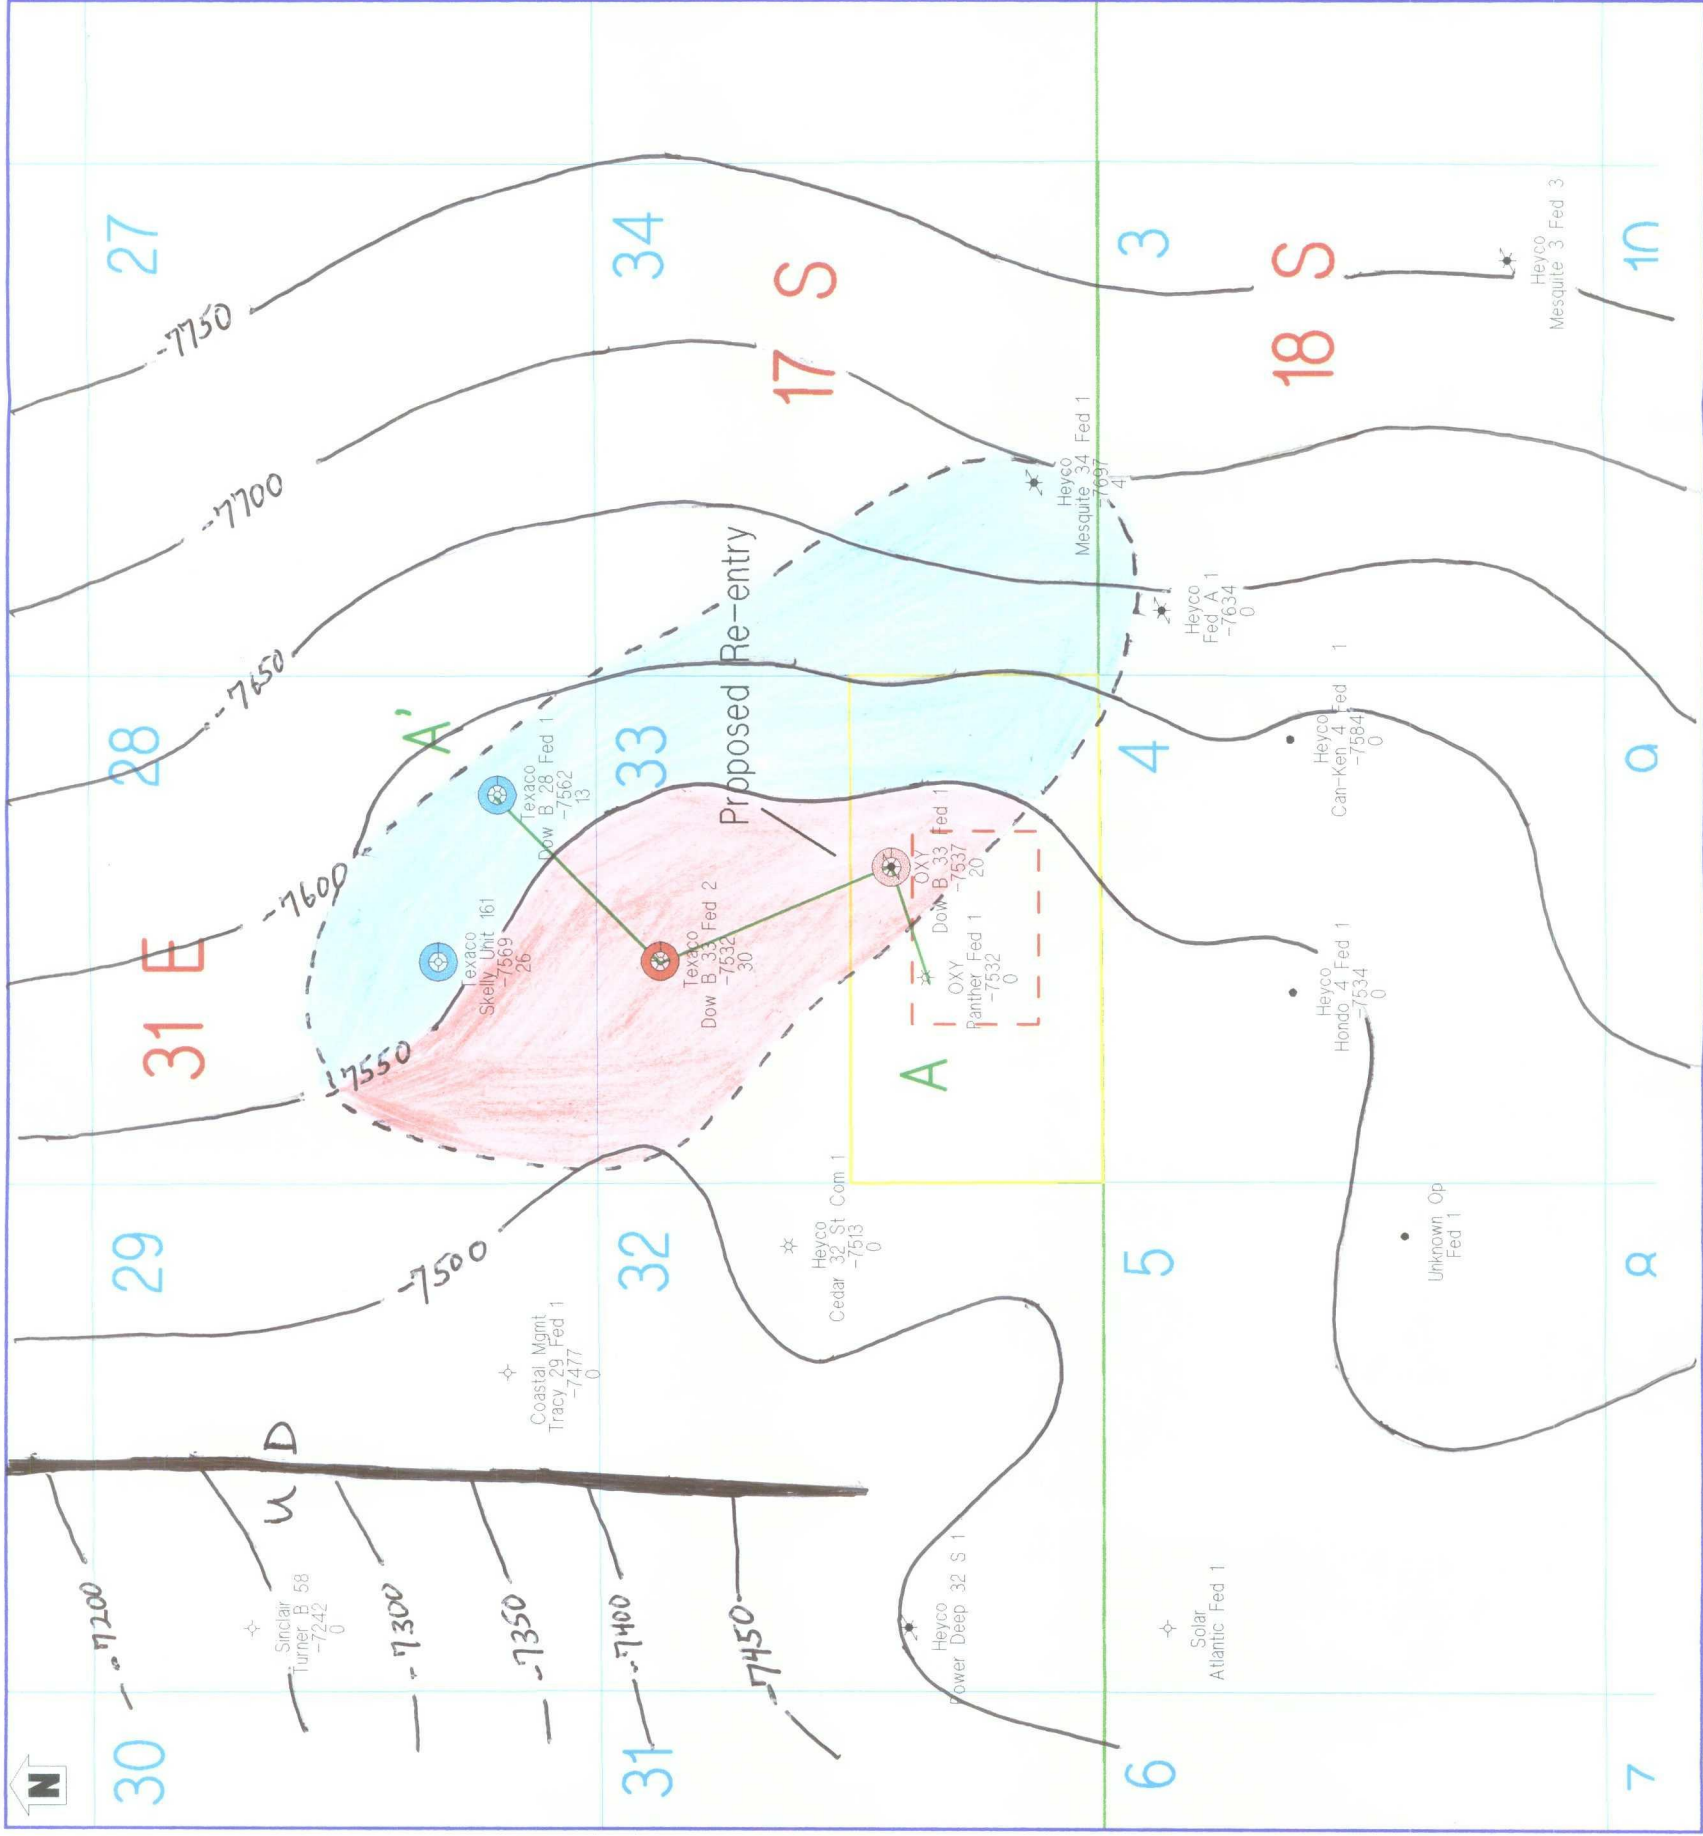 N
30
29
28
27
31 E
-7200
-7300
-7350
-7400
-7450
-7500
-7550
-7600
-7650
-7700
-7750
U
D
Sinclair
Turner B 58
-7242
0
Coastal Mgmt
Tracy 29 Fed 1
-7477
0
Texaco
Skelly Unit 161
-7569
26
A'
Texaco
Dow B 28 Fed 1
-7562
13
31
32
33
34
Texaco
Dow B 33 Fed 2
-7532
30
Proposed Re-entry
17 S
Heyco
Cedar 32 St Com 1
-7513
0
A
OXY
Dow B 33 Fed 1
-7537
20
OXY
Panther Fed 1
-7532
0
Heyco
Power Deep 32 S 1
Heyco
Mesquite 34 Fed 1
-7697
4
6
5
4
3
Solar
Atlantic Fed 1
Heyco
Fed A 1
-7634
0
18 S
Heyco
Hondo 4 Fed 1
-7534
0
Heyco
Can-Ken 4 Fed 1
-7584
0
Unknown Op
Fed 1
Heyco
Mesquite 3 Fed 3
7
8
9
10